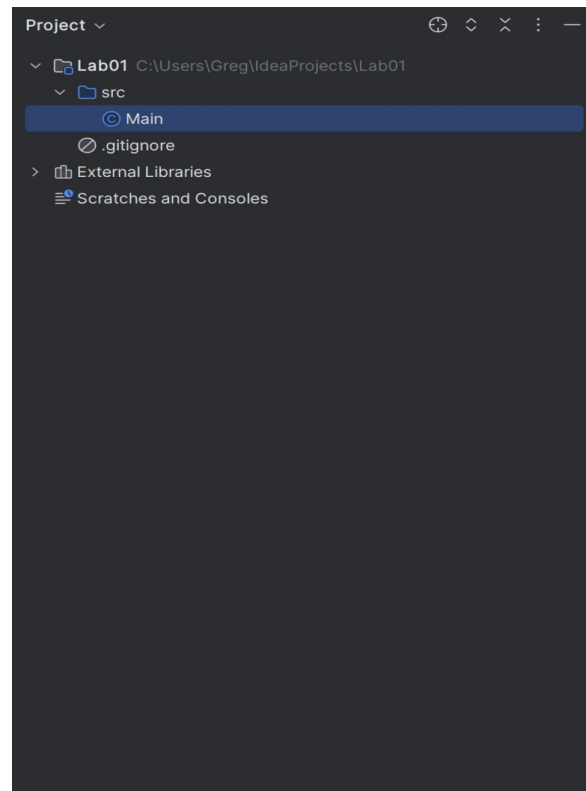 Project
Lab01 C:\Users\Greg\IdeaProjects\Lab01
src
Main
.gitignore
External Libraries
Scratches and Consoles